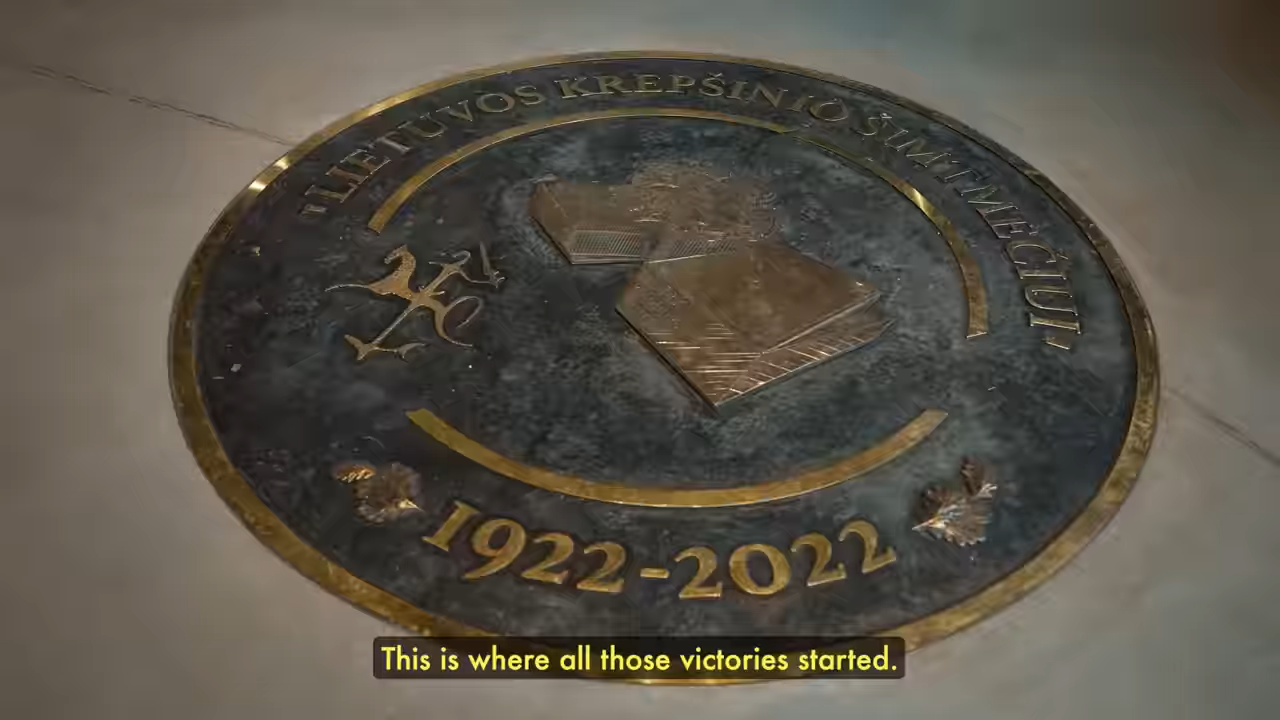 "LIETUVOS KREPŠINIO ŠIMTMEČIUI"
1922-2022
This is where all those victories started.